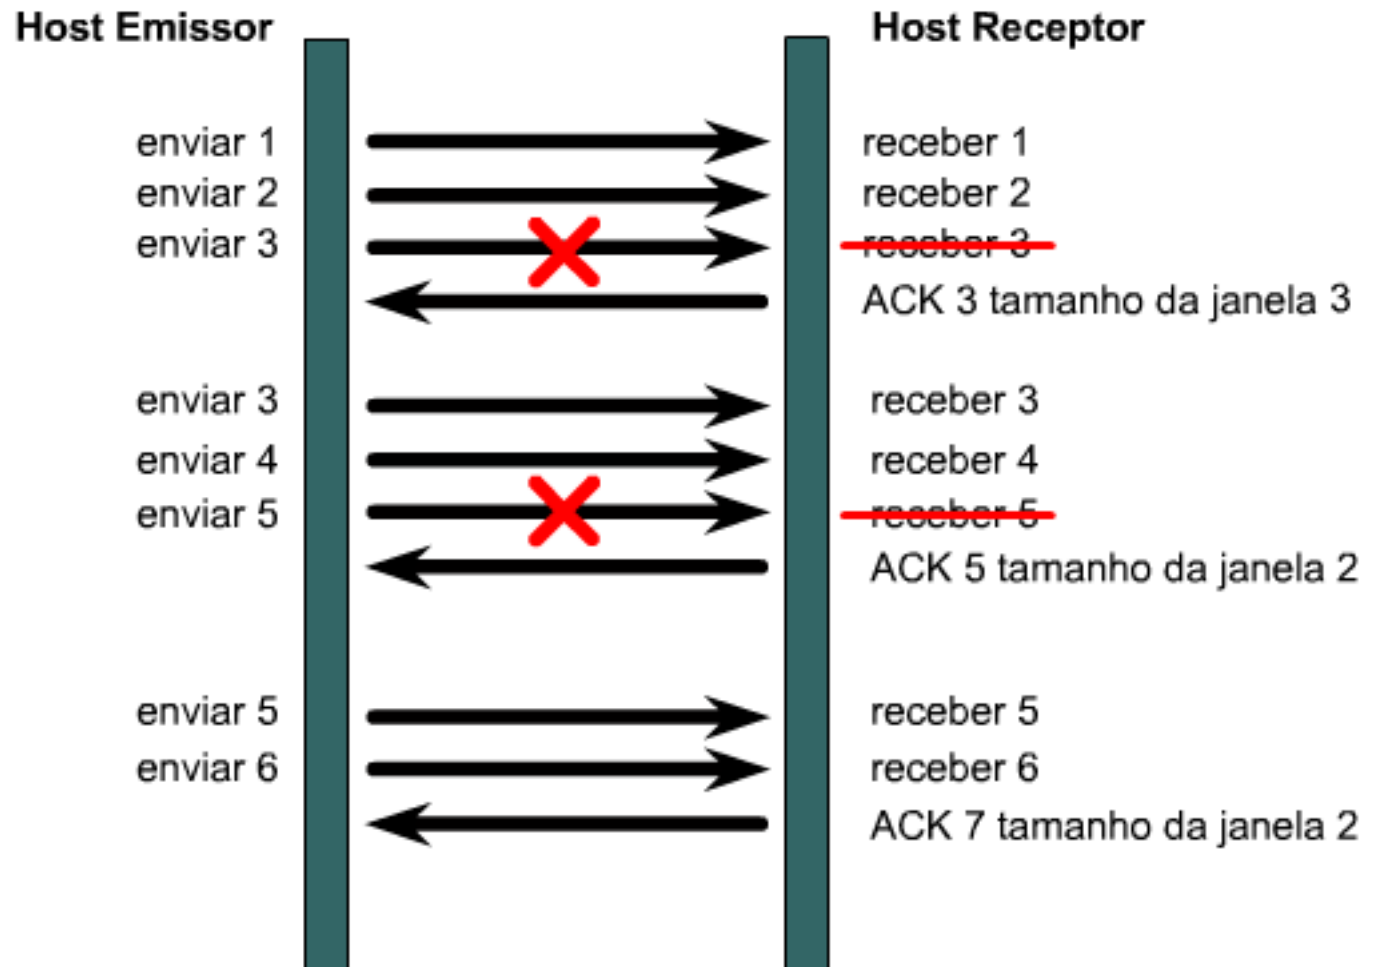 Host Emissor
Host Receptor
enviar 1
receber 1
enviar 2
receber 2
enviar 3
receber 3
ACK 3 tamanho da janela 3
enviar 3
receber 3
enviar 4
receber 4
enviar 5
receber 5
ACK 5 tamanho da janela 2
enviar 5
receber 5
enviar 6
receber 6
ACK 7 tamanho da janela 2